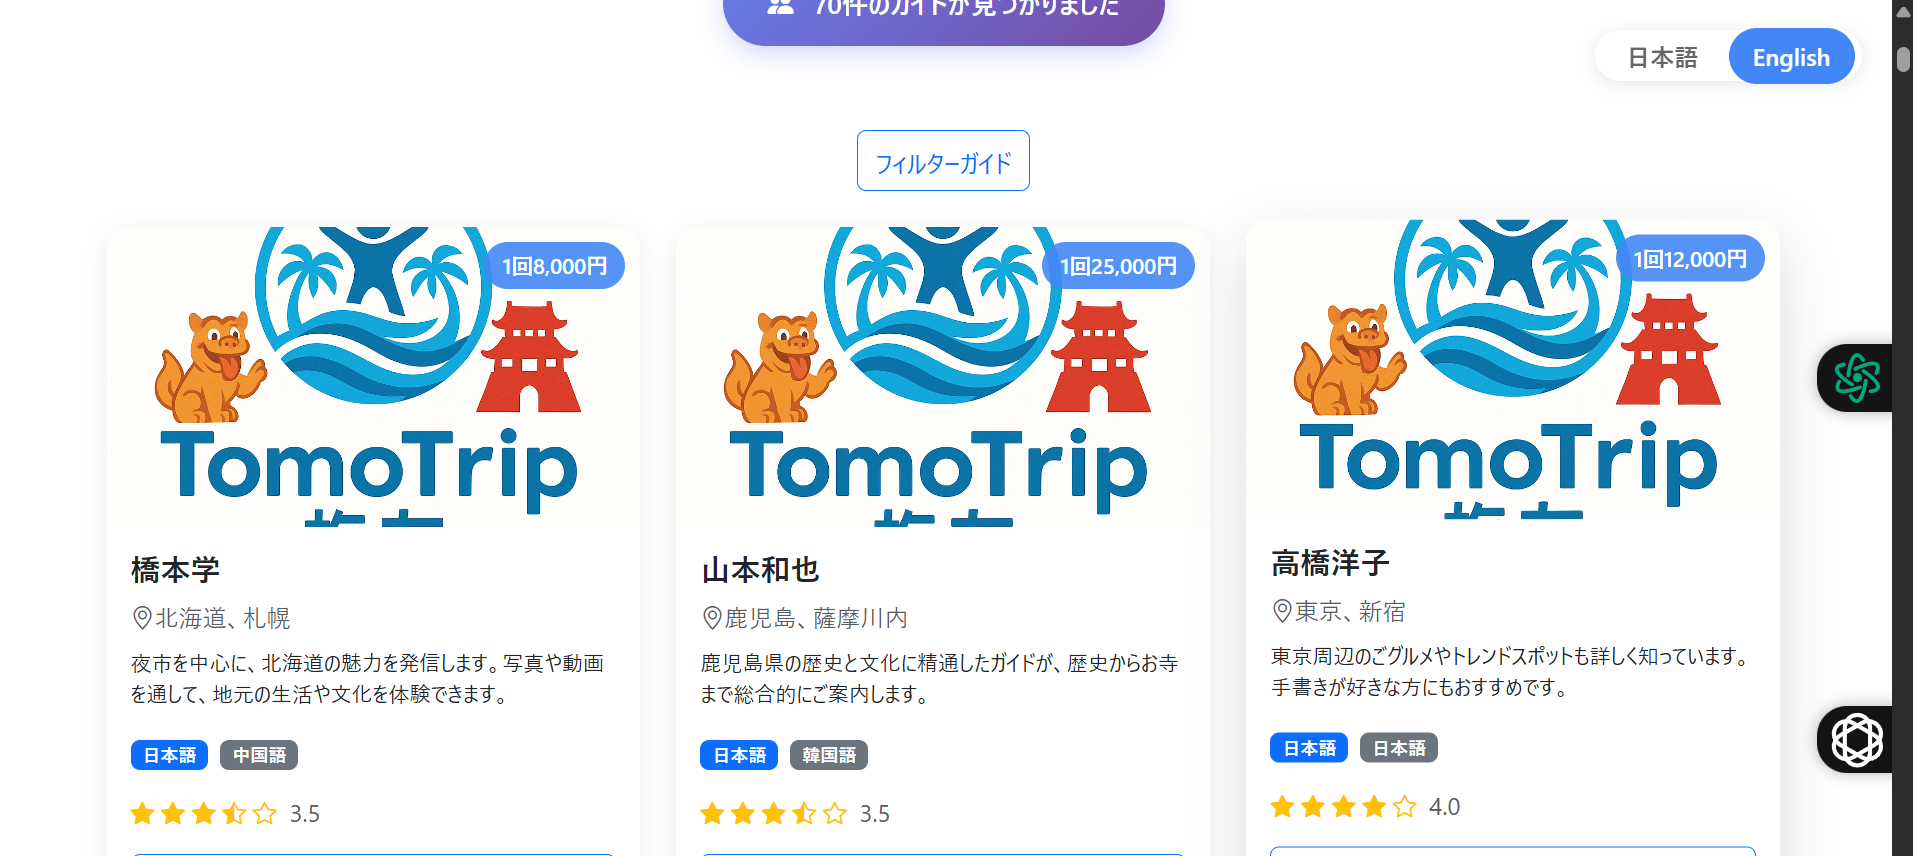 70件のガイドが見つかりました
日本語
English
フィルターガイド
1回8,000円
TomoTrip
橋本学
北海道、札幌
夜市を中心に、北海道の魅力を発信します。写真や動画
を通して、地元の生活や文化を体験できます。
日本語
中国語
3.5
1回25,000円
TomoTrip
山本和也
鹿児島、薩摩川内
鹿児島県の歴史と文化に精通したガイドが、歴史からお寺
まで総合的にご案内します。
日本語
韓国語
3.5
1回12,000円
TomoTrip
高橋洋子
東京、新宿
東京周辺のごグルメやトレンドスポットも詳しく知っています。
手書きが好きな方にもおすすめです。
日本語
日本語
4.0